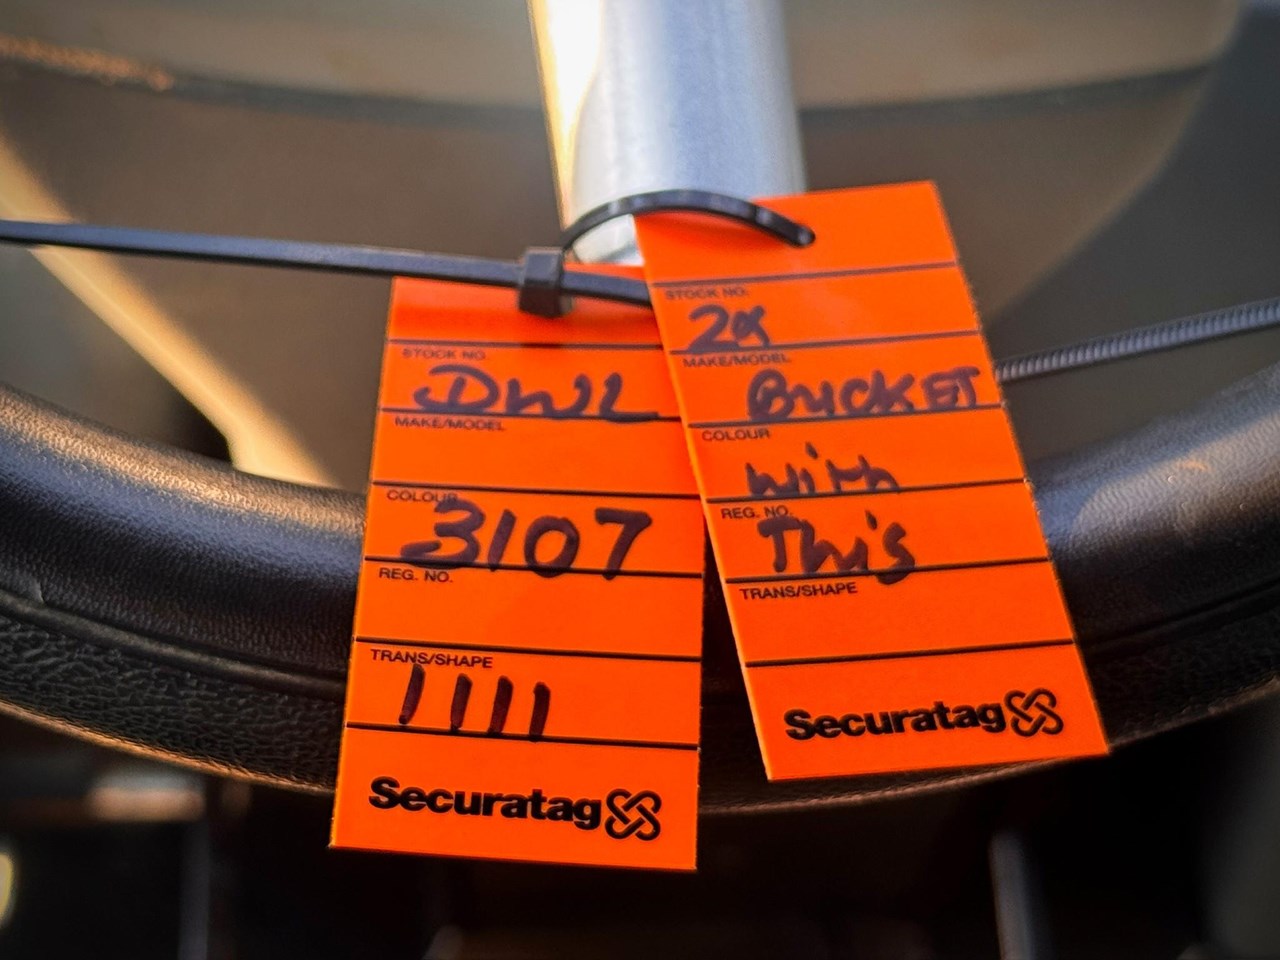 STOCK NO.
DWL
MAKE/MODEL
COLOUR
3107
REG. NO.
TRANS/SHAPE
1111
Securatag
STOCK NO.
2x
MAKE/MODEL
BUCKET
COLOUR
With
REG. NO.
This
TRANS/SHAPE
Securatag